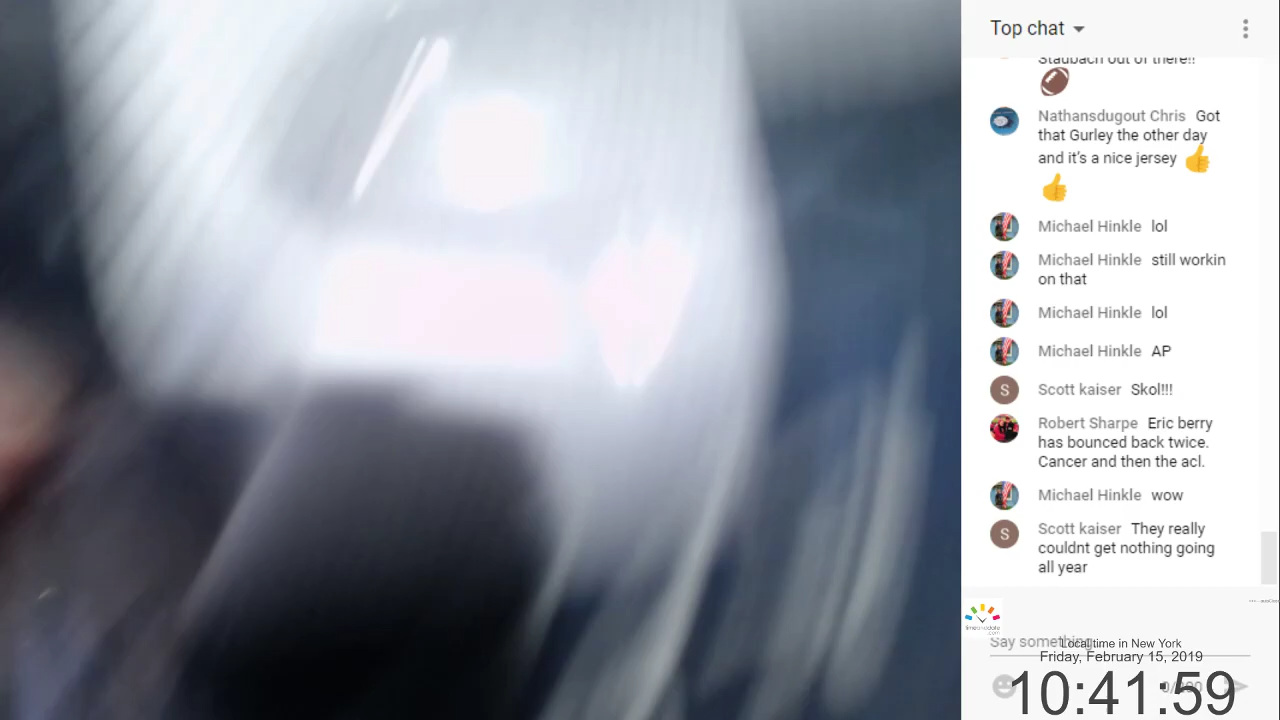 Top chat
Staubach out of there!!
Nathansdugout Chris Got
that Gurley the other day
and it's a nice jersey
Michael Hinkle lol
Michael Hinkle still workin
on that
Michael Hinkle lol
Michael Hinkle AP
Scott kaiser Skol!!!
S
Robert Sharpe Eric berry
has bounced back twice.
Cancer and then the acl.
Michael Hinkle wow
Scott kaiser They really
S
couldnt get nothing going
all year
timeanddate
.com
Say something...
Local time in New York
Friday, February 15, 2019
10:41:59